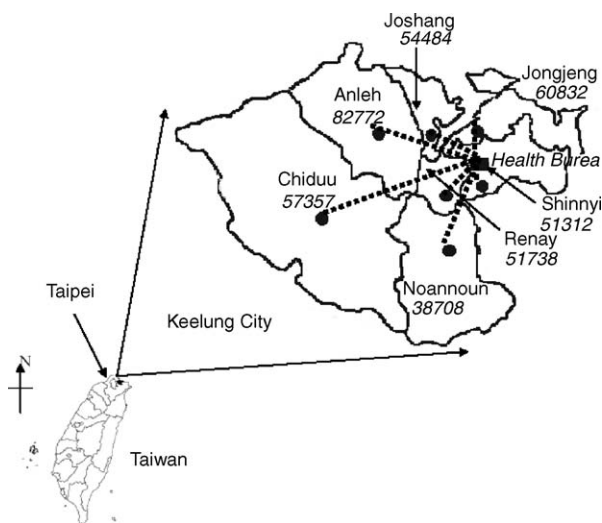 Joshang
54484
Jongjeng
60832
Anleh
82772
Health Burea
Chiduu
57357
Shinnyi
51312
Renay
51738
Noannoun
38708
Taipei
Keelung City
N
Taiwan